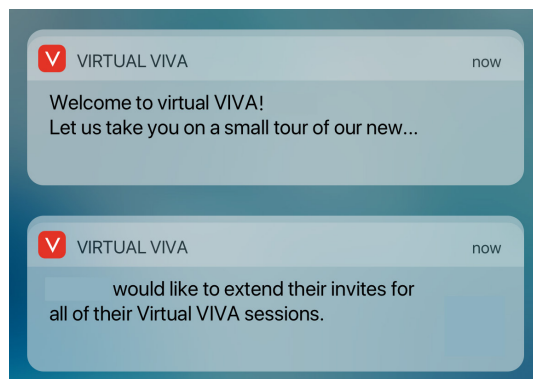 VIRTUAL VIVA now
Welcome to virtual VIVA!
Let us take you on a small tour of our new...
VIRTUAL VIVA now
would like to extend their invites for
all of their Virtual VIVA sessions.